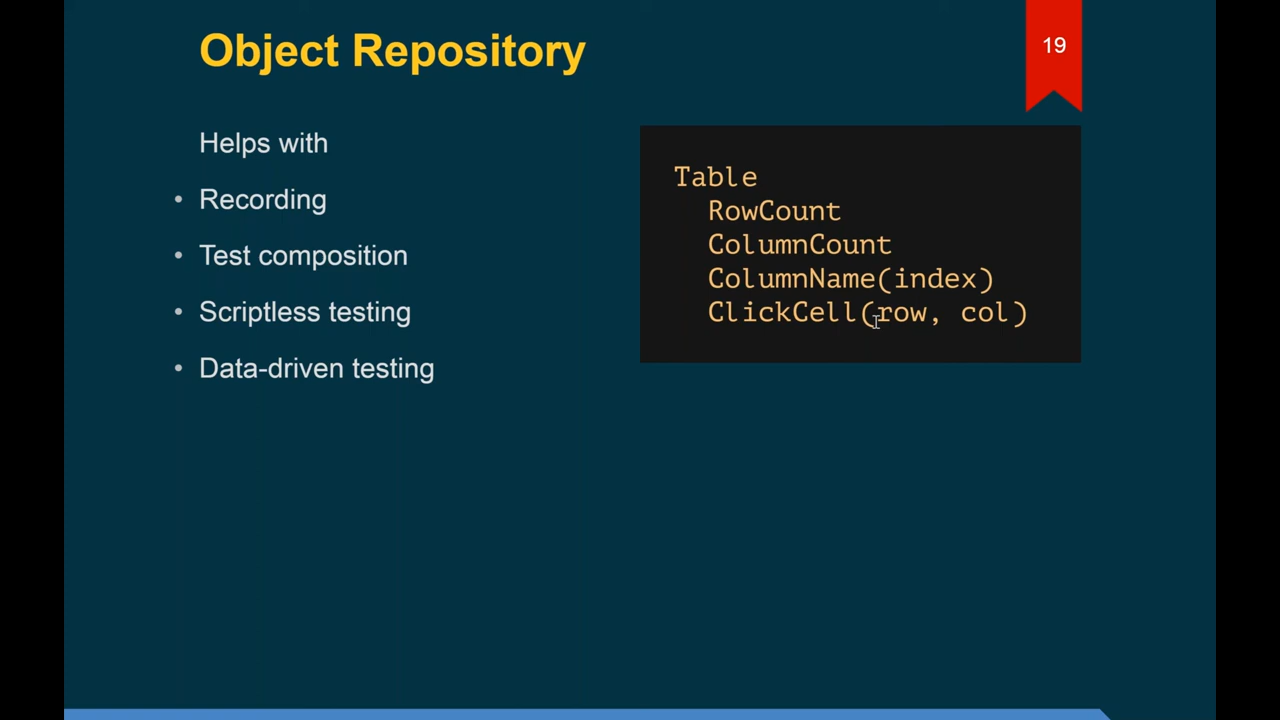 Object Repository
19
Helps with
• Recording
• Test composition
• Scriptless testing
• Data-driven testing
Table
RowCount
ColumnCount
ColumnName(index)
ClickCell(row, col)